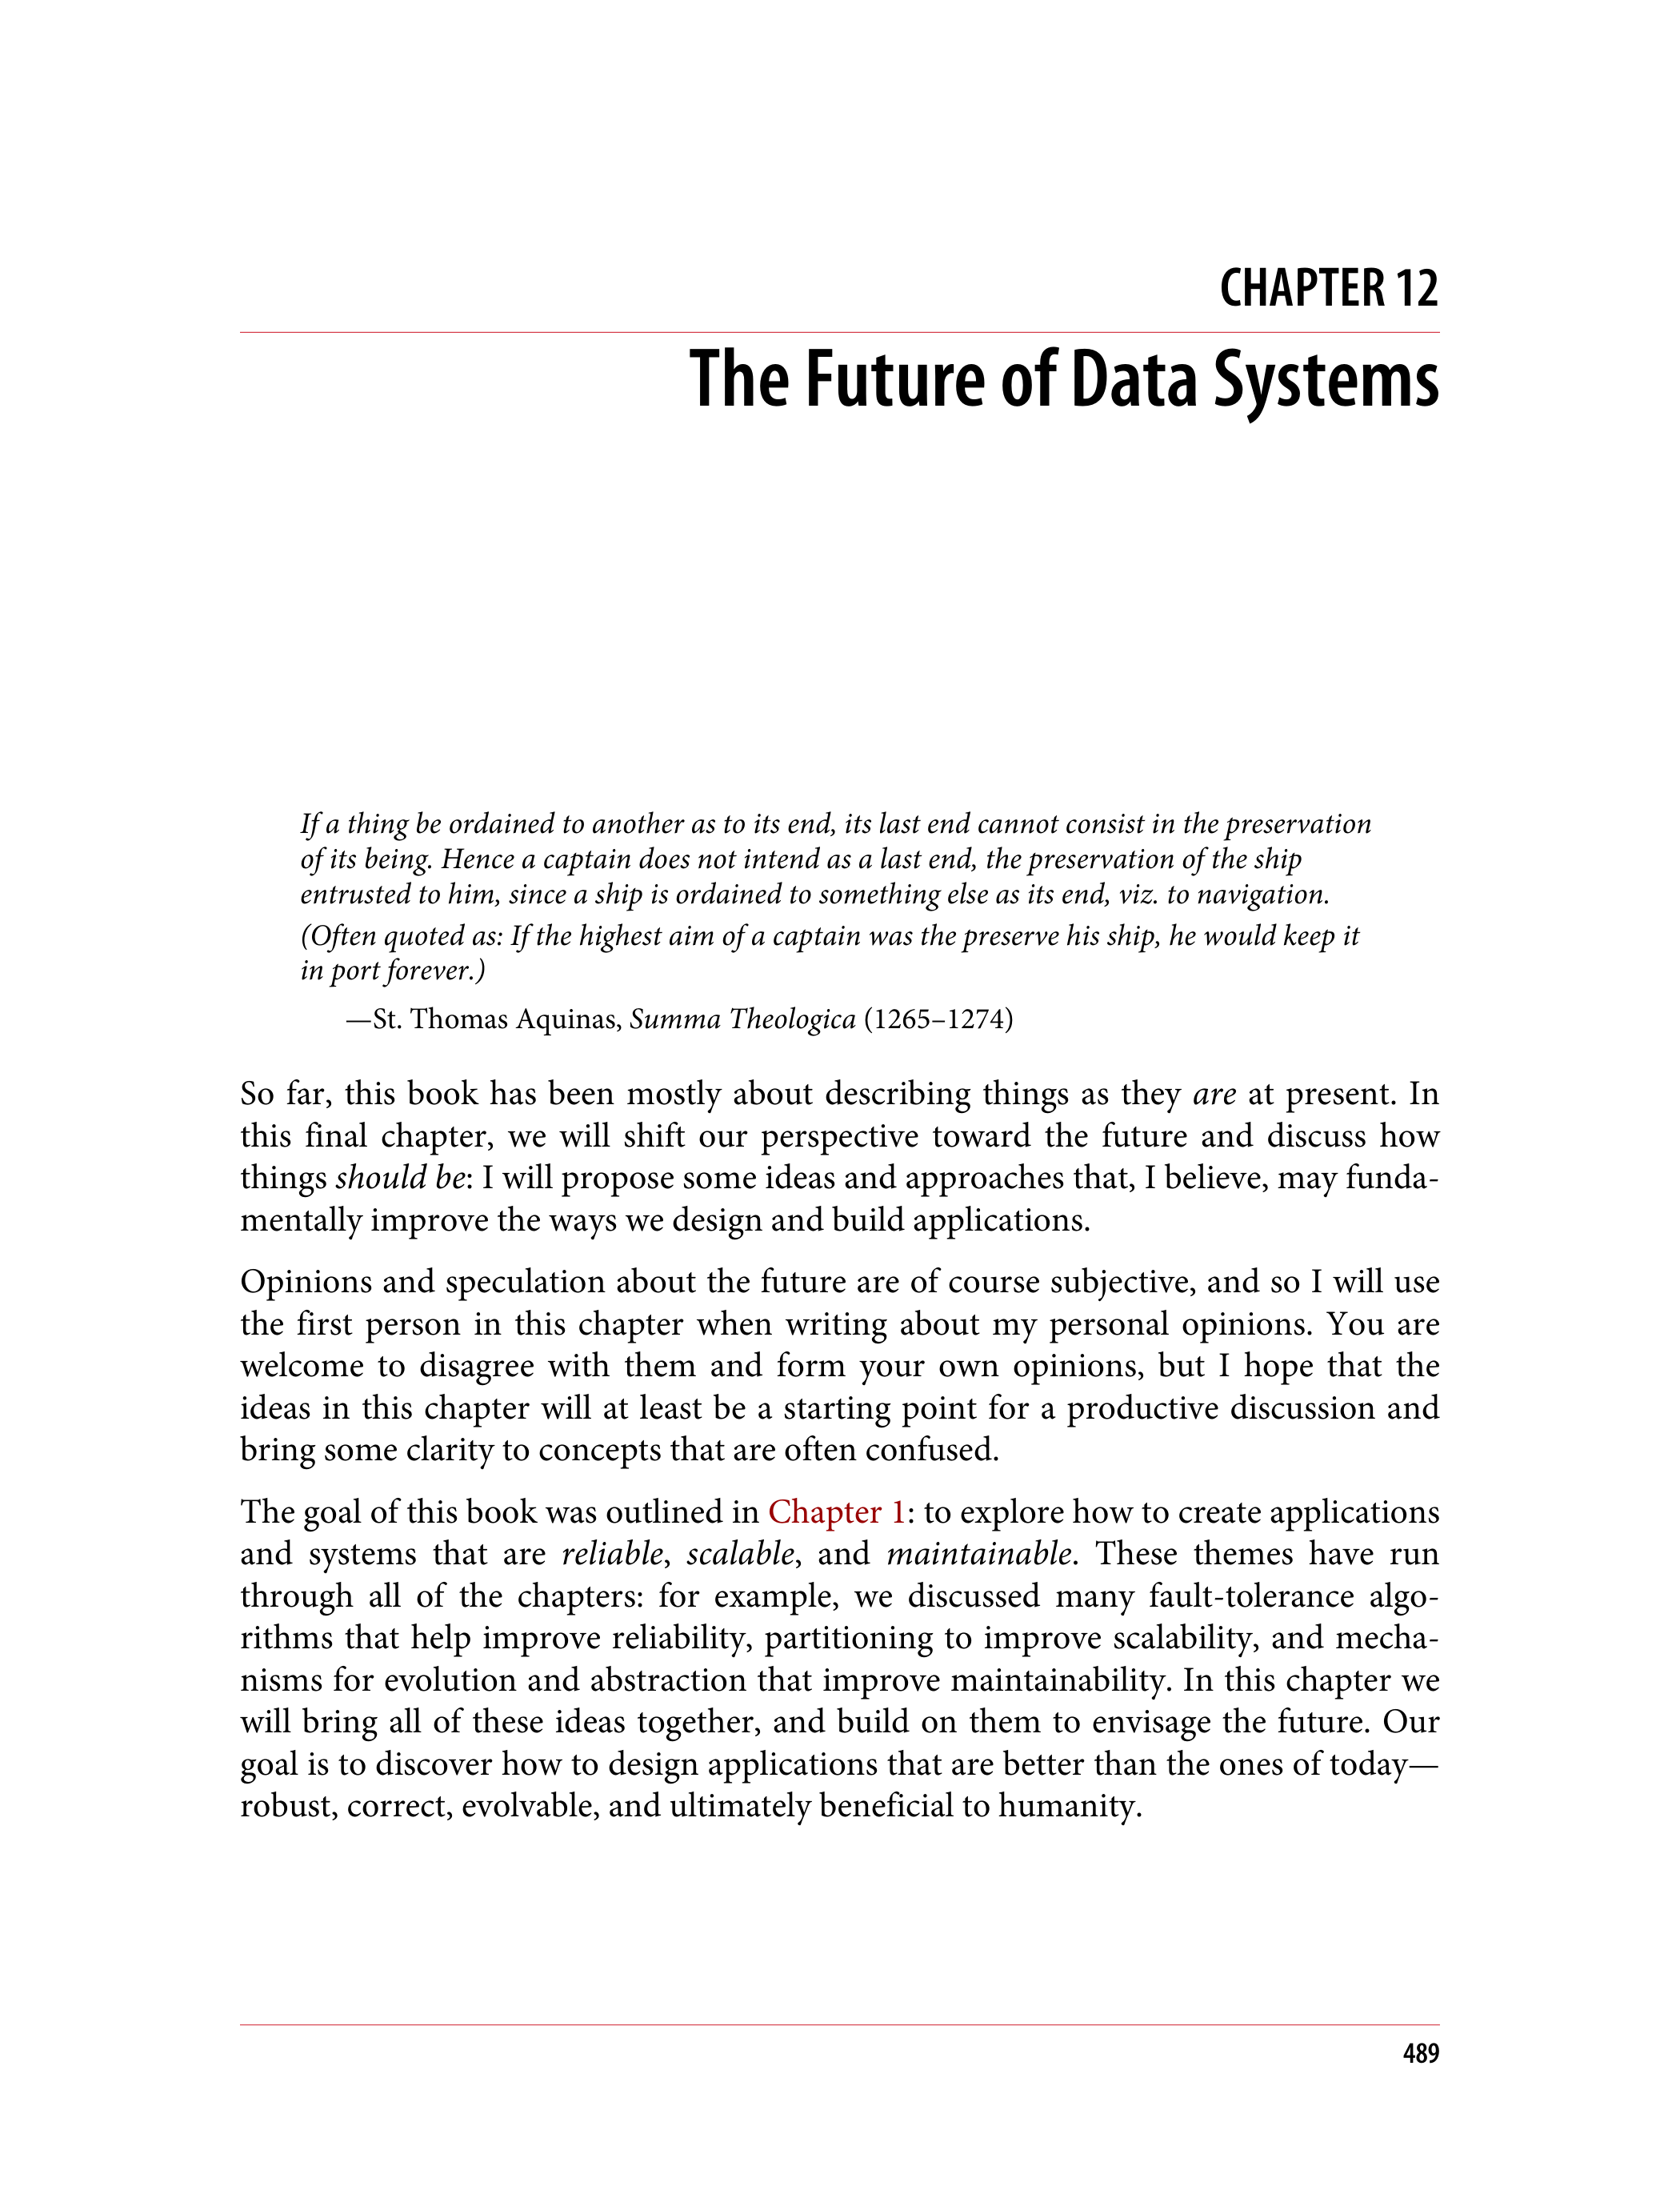 CHAPTER 12
The Future of Data Systems
If a thing be ordained to another as to its end, its last end cannot consist in the preservation
of its being. Hence a captain does not intend as a last end, the preservation of the ship
entrusted to him, since a ship is ordained to something else as its end, viz. to navigation.
(Often quoted as: If the highest aim of a captain was the preserve his ship, he would keep it
in port forever.)
—St. Thomas Aquinas, Summa Theologica (1265–1274)
So far, this book has been mostly about describing things as they are at present. In
this final chapter, we will shift our perspective toward the future and discuss how
things should be: I will propose some ideas and approaches that, I believe, may funda-
mentally improve the ways we design and build applications.
Opinions and speculation about the future are of course subjective, and so I will use
the first person in this chapter when writing about my personal opinions. You are
welcome to disagree with them and form your own opinions, but I hope that the
ideas in this chapter will at least be a starting point for a productive discussion and
bring some clarity to concepts that are often confused.
The goal of this book was outlined in Chapter 1: to explore how to create applications
and systems that are reliable, scalable, and maintainable. These themes have run
through all of the chapters: for example, we discussed many fault-tolerance algo-
rithms that help improve reliability, partitioning to improve scalability, and mecha-
nisms for evolution and abstraction that improve maintainability. In this chapter we
will bring all of these ideas together, and build on them to envisage the future. Our
goal is to discover how to design applications that are better than the ones of today—
robust, correct, evolvable, and ultimately beneficial to humanity.
489